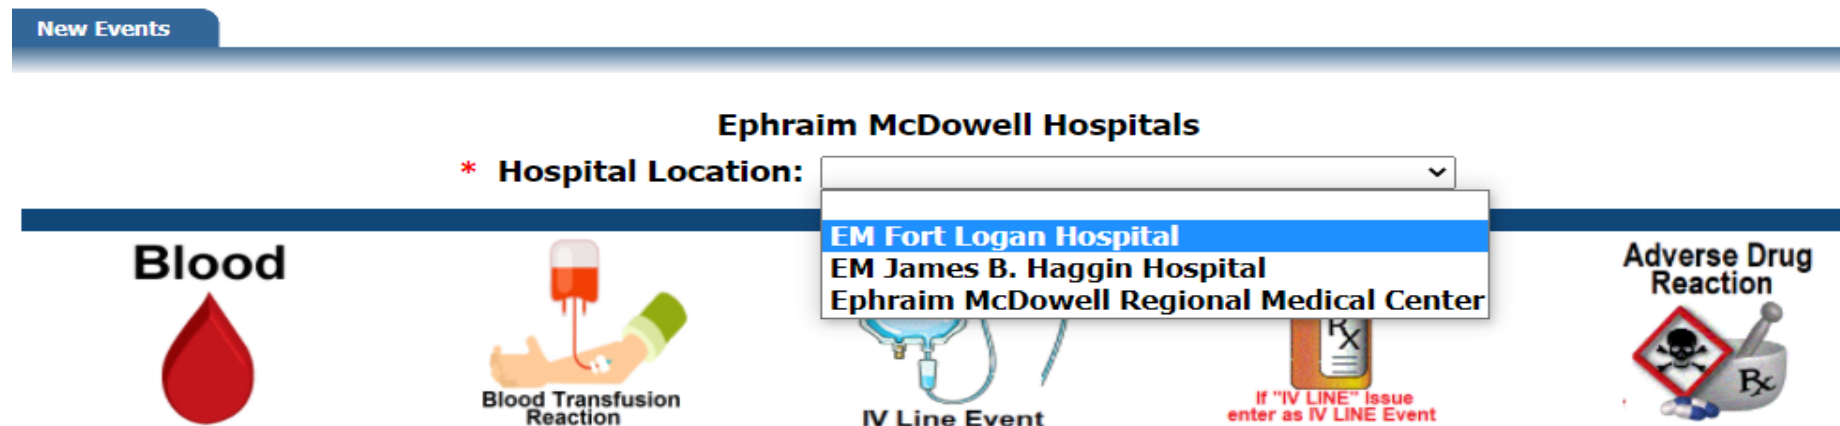 New Events
Ephraim McDowell Hospitals
* Hospital Location:
EM Fort Logan Hospital
EM James B. Haggin Hospital
Ephraim McDowell Regional Medical Center
Blood
Blood Transfusion
Reaction
IV Line Event
RX
If "IV LINE" Issue
enter as IV LINE Event
Adverse Drug
Reaction
Rx